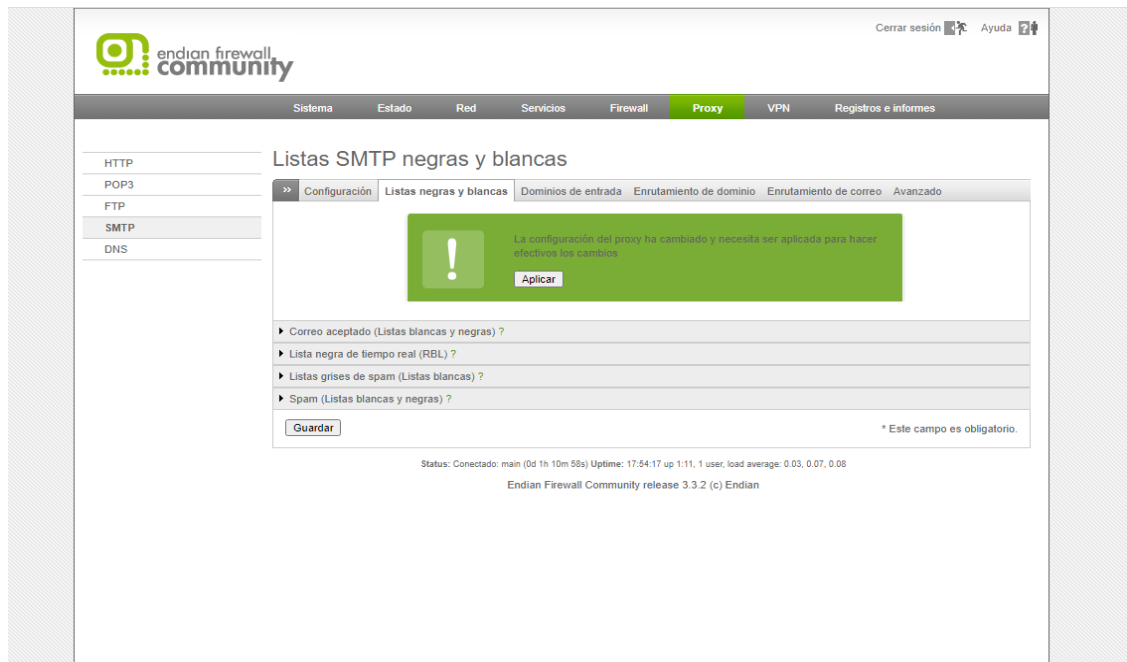 Cerrar sesión Ayuda
endian firewall
community
Sistema Estado Red Servicios Firewall Proxy VPN Registros e informes
HTTP
POP3
FTP
SMTP
DNS
Listas SMTP negras y blancas
» Configuración Listas negras y blancas Dominios de entrada Enrutamiento de dominio Enrutamiento de correo Avanzado
La configuración del proxy ha cambiado y necesita ser aplicada para hacer
efectivos los cambios
Aplicar
Correo aceptado (Listas blancas y negras) ?
Lista negra de tiempo real (RBL) ?
Listas grises de spam (Listas blancas) ?
Spam (Listas blancas y negras) ?
Guardar * Este campo es obligatorio.
Status: Conectado: main (0d 1h 10m 58s) Uptime: 17:54:17 up 1:11, 1 user, load average: 0.03, 0.07, 0.08
Endian Firewall Community release 3.3.2 (c) Endian